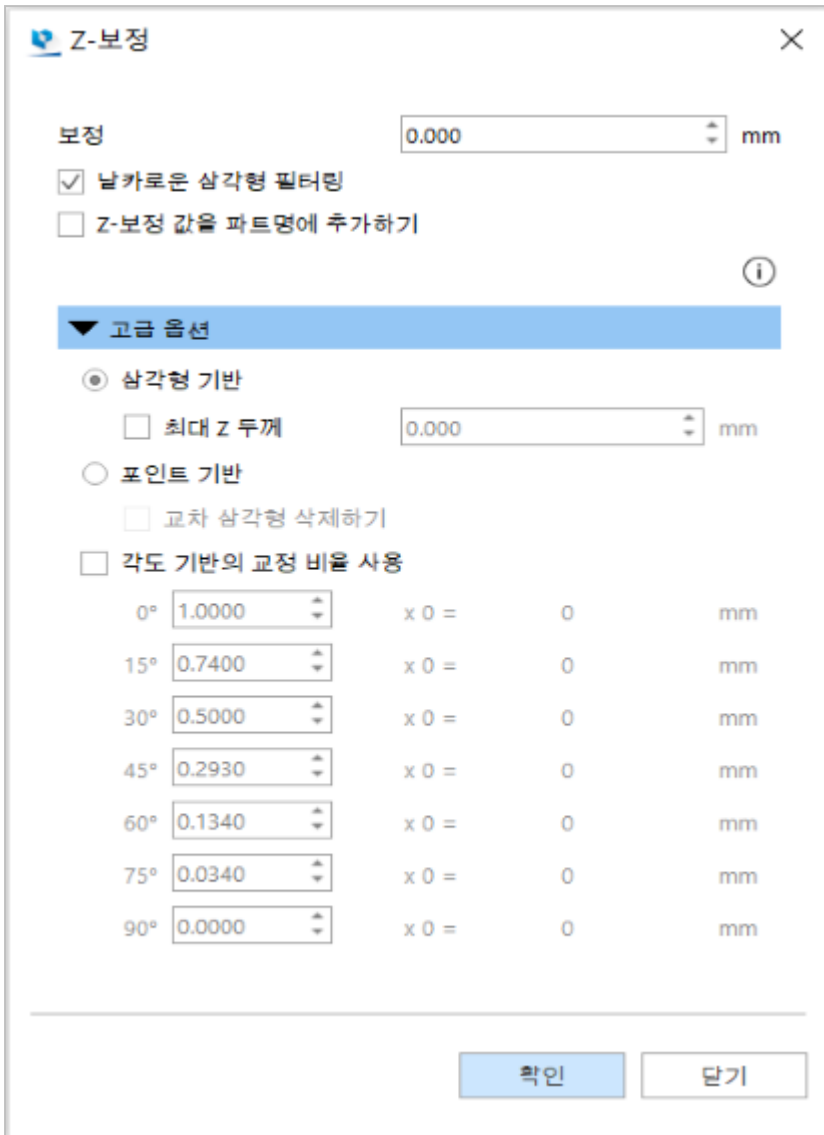 Z-보정
보정 0.000 mm
날카로운 삼각형 필터링
Z-보정 값을 파트명에 추가하기
고급 옵션
삼각형 기반
최대 Z 두께 0.000 mm
포인트 기반
교차 삼각형 삭제하기
각도 기반의 교정 비율 사용
0° 1.0000 x 0 = 0 mm
15° 0.7400 x 0 = 0 mm
30° 0.5000 x 0 = 0 mm
45° 0.2930 x 0 = 0 mm
60° 0.1340 x 0 = 0 mm
75° 0.0340 x 0 = 0 mm
90° 0.0000 x 0 = 0 mm
확인 닫기